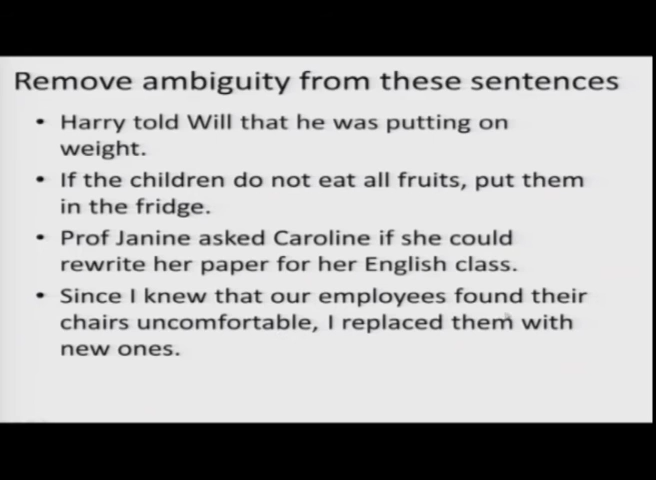 Remove ambiguity from these sentences
• Harry told Will that he was putting on
weight.
• If the children do not eat all fruits, put them
in the fridge.
• Prof Janine asked Caroline if she could
rewrite her paper for her English class.
• Since I knew that our employees found their
chairs uncomfortable, I replaced them with
new ones.